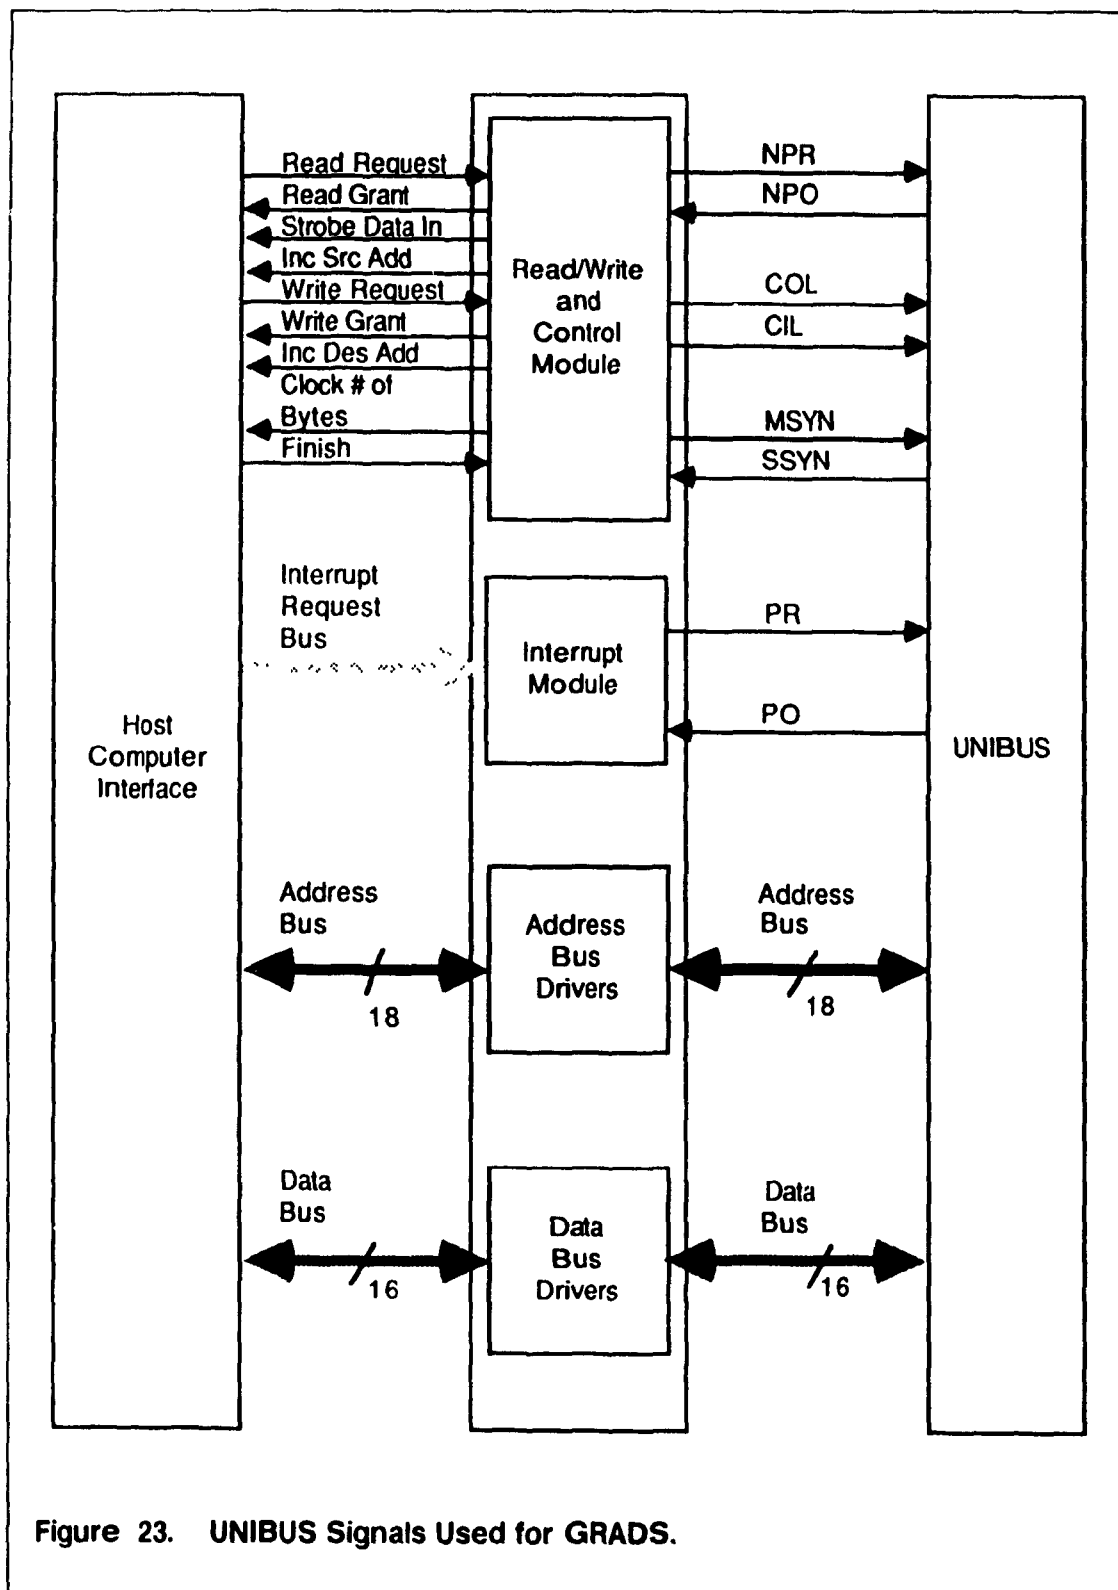 Read Request
Read Grant
Strobe Data In
Inc Src Add
Write Request
Write Grant
Inc Des Add
Clock # of
Bytes
Finish
Read/Write
and
Control
Module
NPR
NPO
COL
CIL
MSYN
SSYN
Interrupt
Request
Bus
Interrupt
Module
PR
PO
Host
Computer
Interface
UNIBUS
Address
Bus
18
Address
Bus
Drivers
Address
Bus
18
Data
Bus
16
Data
Bus
Drivers
Data
Bus
16
Figure 23. UNIBUS Signals Used for GRADS.